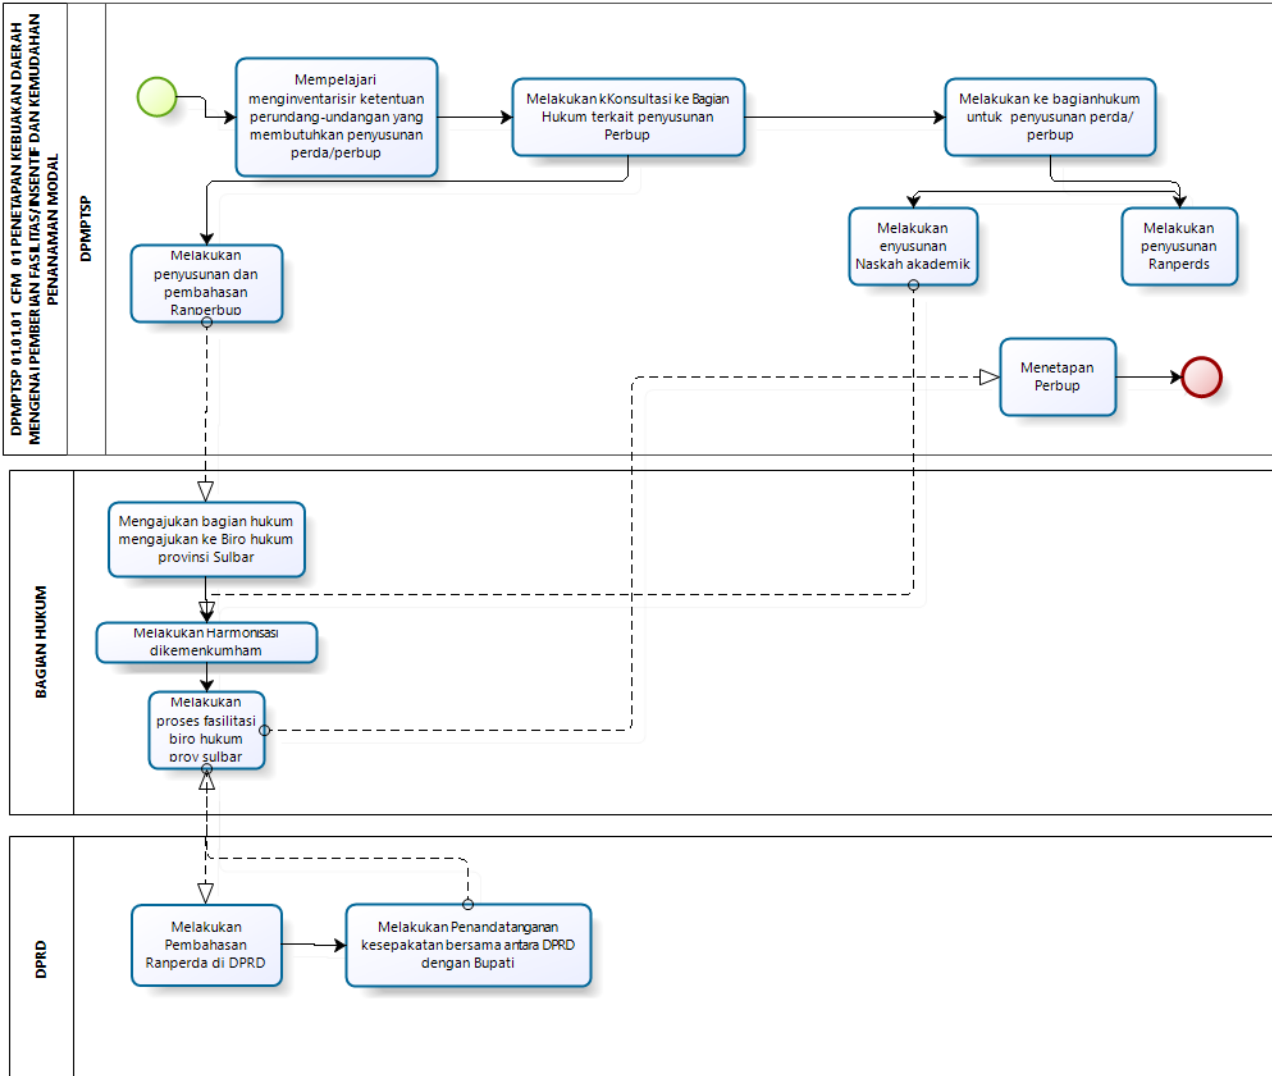 DPMPTSP 01.01.01 CFM 01 PENETAPAN KEBIJAKAN DAERAH
MENGENAI PEMBERIAN FASILITAS/INSENTIF DAN KEMUDAHAN
PENANAMAN MODAL
DPMPTSP
Mempelajari
menginventarisir ketentuan
perundang-undangan yang
membutuhkan penyusunan
perda/perbup
Melakukan kKonsultasi ke Bagian
Hukum terkait penyusunan
Perbup
Melakukan ke bagianhukum
untuk penyusunan perda/
perbup
Melakukan
penyusunan dan
pembahasan
Ranperbup
Melakukan
enyusunan
Naskah akademik
Melakukan
penyusunan
Ranperds
Menetapan
Perbup
BAGIAN HUKUM
Mengajukan bagian hukum
mengajukan ke Biro hukum
provinsi Sulbar
Melakukan Harmonisasi
dikemenkumham
Melakukan
proses fasilitasi
biro hukum
prov sulbar
DPRD
Melakukan
Pembahasan
Ranperda di DPRD
Melakukan Penandatanganan
kesepakatan bersama antara DPRD
dengan Bupati